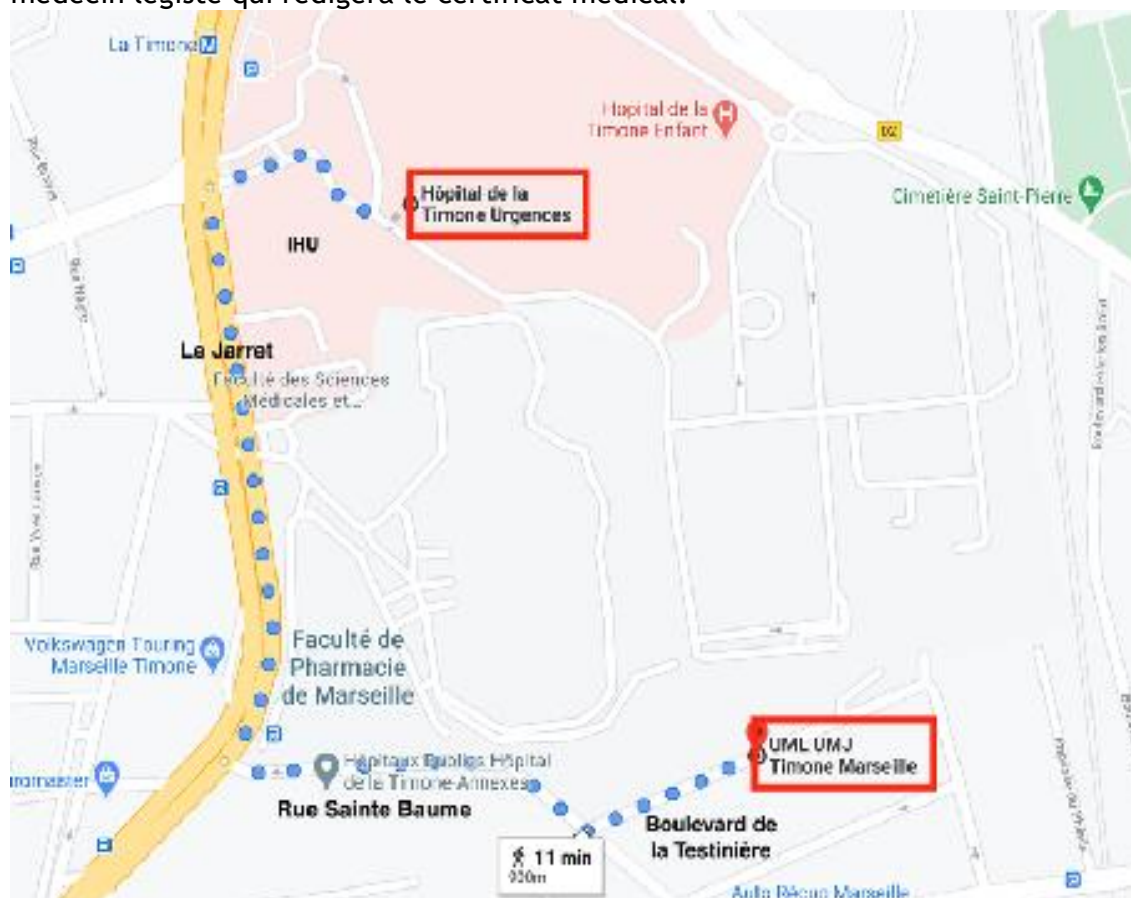 médecin légiste qui rédigera le certificat médical.
La Timone M
P
Hôpital de la
Timone Enfant
H
D2
Hôpital de la
Timone Urgences
Cimetière Saint-Pierre
IHU
Le Jarret
Faculté des Sciences
Médicales et...
Volkswagen Touring
Marseille Timone
Faculté de
Pharmacie
de Marseille
UML UMJ
Timone Marseille
Hôpitaux Publics Hôpital
de la Timone-Annexes
Rue Sainte Baume
Boulevard de
la Testinière
11 min
Auto Récup Marseille